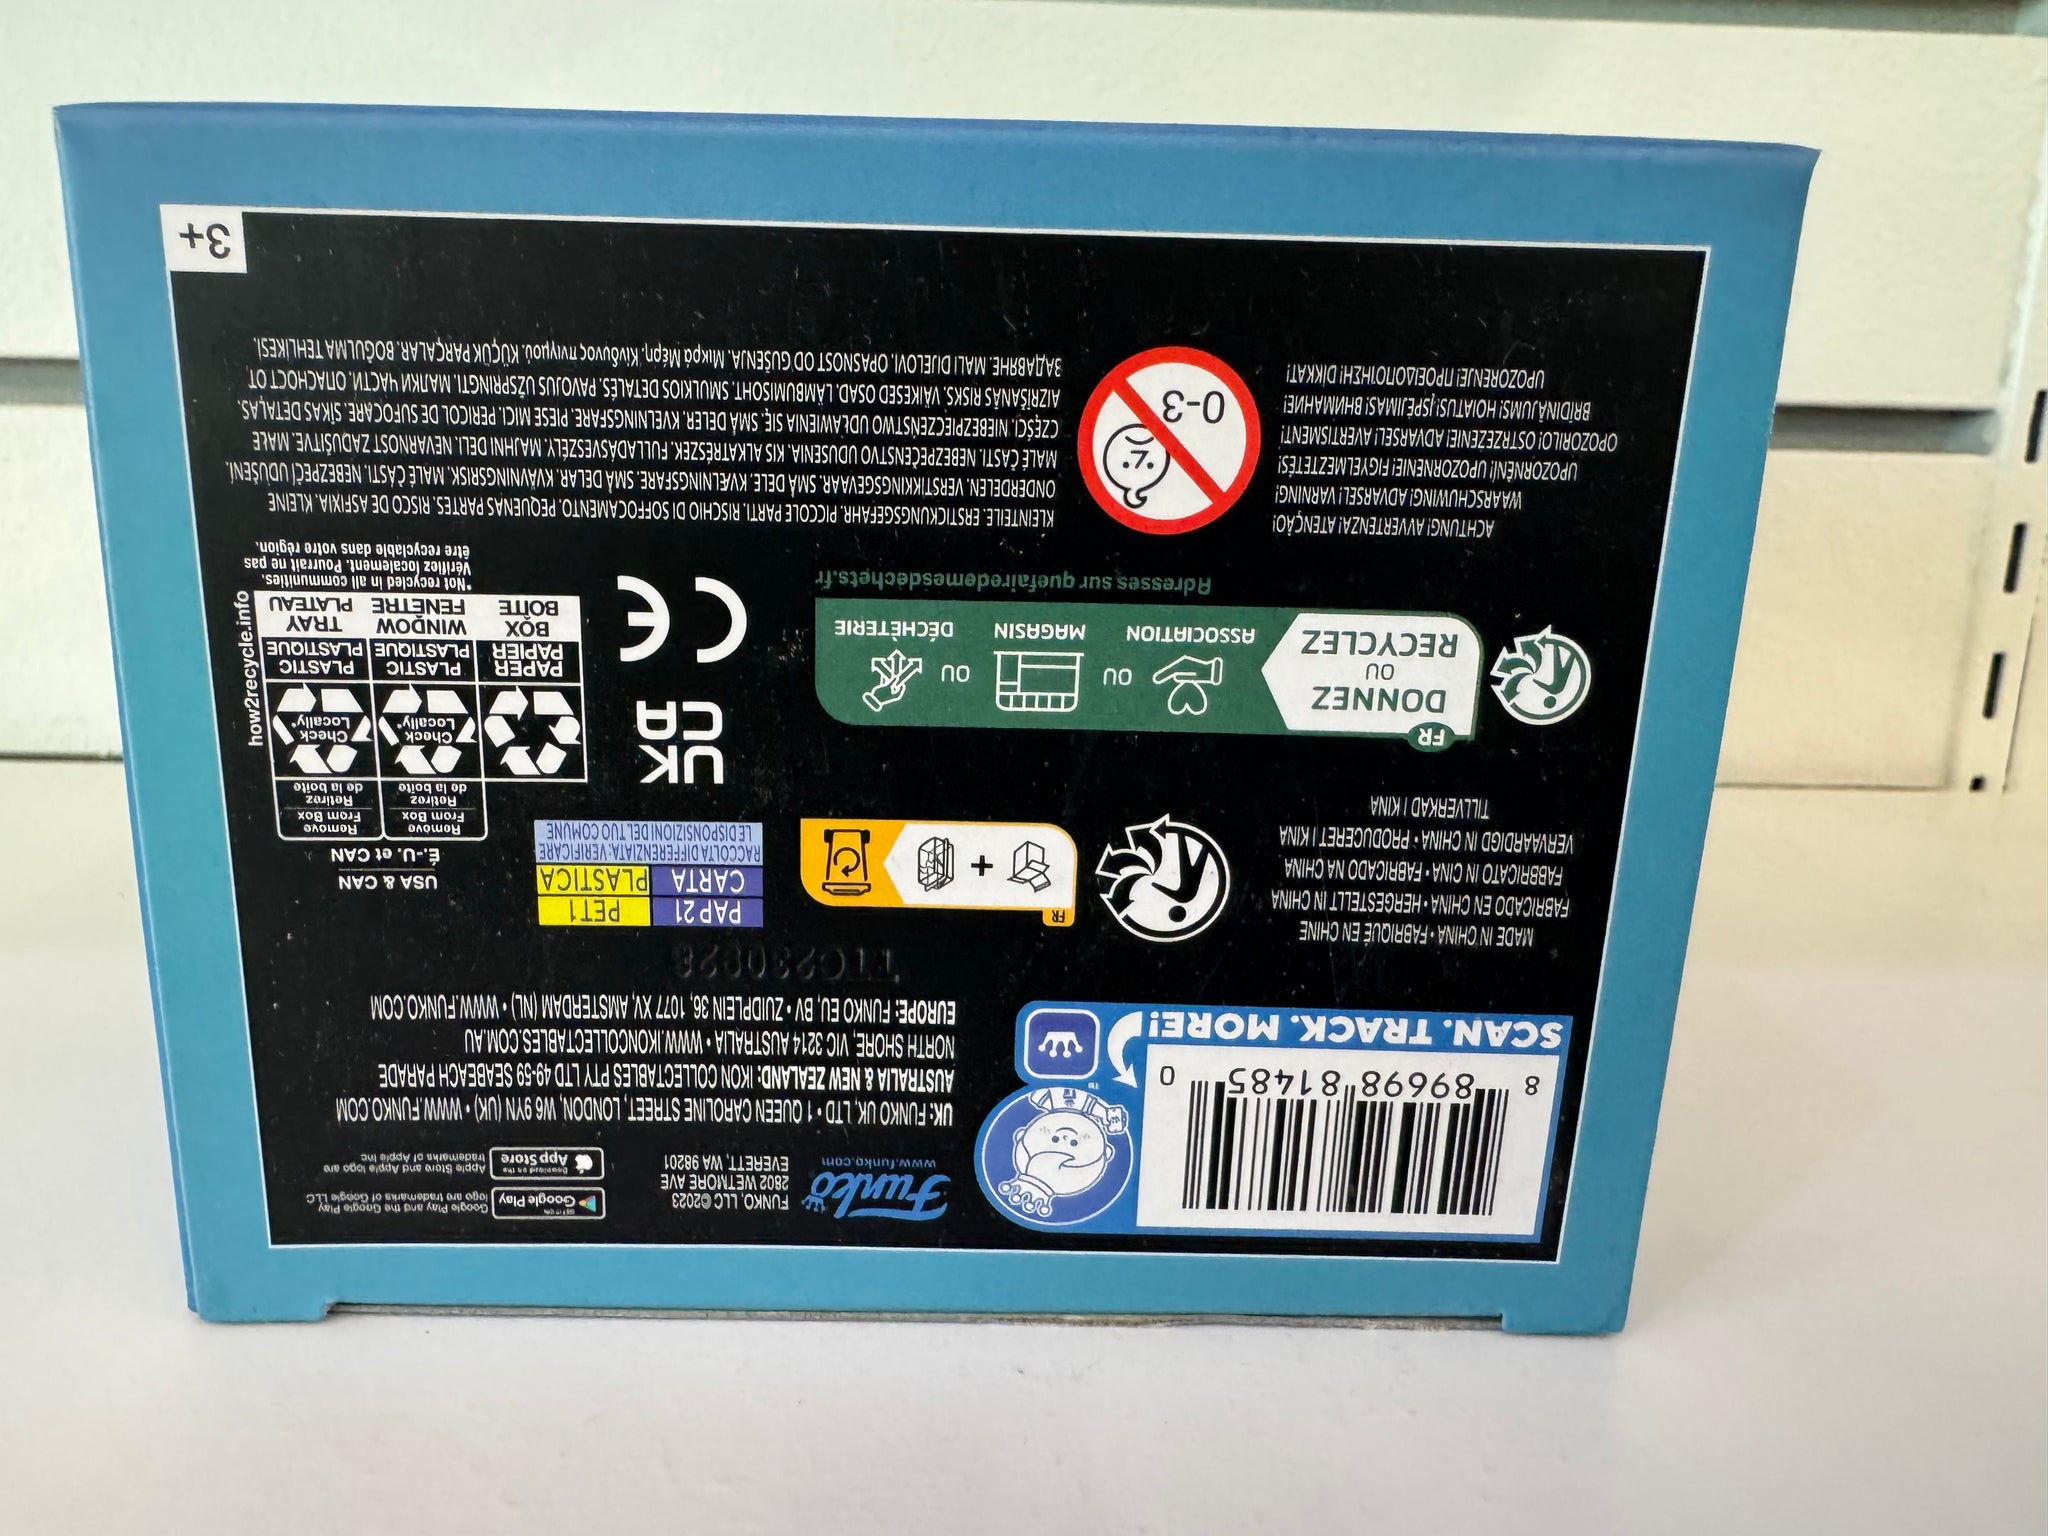 8 89698 81485 0
SCAN. TRACK. MORE!
Funko
www.funko.com
FUNKO, LLC ©2023
2802 WETMORE AVE
EVERETT, WA 98201
GET IT ON
Google Play
Google Play and the Google Play
logo are trademarks of Google LLC
Download on the
App Store
Apple Store and Apple logo are
trademarks of Apple Inc
UK: FUNKO UK, LTD • 1 QUEEN CAROLINE STREET, LONDON, W6 9YN (UK) • WWW.FUNKO.COM
AUSTRALIA & NEW ZEALAND: IKON COLLECTABLES PTY LTD 49-59 SEABEACH PARADE
NORTH SHORE, VIC 3214 AUSTRALIA • WWW.IKONCOLLECTABLES.COM.AU
EUROPE: FUNKO EU, BV • ZUIDPLEIN 36, 1077 XV, AMSTERDAM (NL) • WWW.FUNKO.COM
MADE IN CHINA • FABRIQUÉ EN CHINE
FABRICADO EN CHINA • HERGESTELLT IN CHINA
FABBRICATO IN CINA • FABRICADO NA CHINA
VERVAARDIGD IN CHINA • PRODUCERET I KINA
TILLVERKAD I KINA
FR
PAP 21
PET1
CARTA
PLASTICA
RACCOLTA DIFFERENZIATA: VERIFICARE
LE DISPOSIZIONI DEL TUO COMUNE
USA & CAN
É.-U. et CAN
Remove
From Box
Retirez
de la boîte
Remove
From Box
Retirez
de la boîte
Check
Locally*
Check
Locally*
PAPER
PAPIER
PLASTIC
PLASTIQUE
PLASTIC
PLASTIQUE
BOX
BOÎTE
WINDOW
FENÊTRE
TRAY
PLATEAU
how2recycle.info
*Not recycled in all communities.
Vérifiez localement. Pourrait ne pas
être recyclable dans votre région.
UK
CA
CE
FR
DONNEZ
OU
RECYCLEZ
ASSOCIATION
OU
MAGASIN
OU
DÉCHÈTERIE
Adresses sur quefairedemesdechets.fr
ACHTUNG! AVVERTENZA! ATENÇÃO!
WAARSCHUWING! ADVARSEL! VARNING!
UPOZORNĚNÍ! UPOZORNENIE! FIGYELMEZTETÉS!
OPOZORILO! OSTRZEŻENIE! ADVARSEL! AVERTISMENT!
BRĪDINĀJUMS! HOIATUS! ĮSPĖJIMAS! ВНИМАНИЕ!
UPOZORENJE! ΠΡΟΕΙΔΟΠΟΙΗΣΗ! DİKKAT!
0-3
KLEINTEILE. ERSTICKUNGSGEFAHR. PICCOLE PARTI. RISCHIO DI SOFFOCAMENTO. PEQUENAS PARTES. RISCO DE ASFIXIA. KLEINE
ONDERDELEN. VERSTIKKINGSGEVAAR. SMÅ DELE. KVÆLNINGSFARE. SMÅ DELAR. KVÄVNINGSRISK. MALÉ ČÁSTI. NEBEZPEČÍ UDUŠENÍ.
MALÉ ČASTI. NEBEZPEČENSTVO UDUSENIA. KIS ALKATRÉSZEK. FULLADÁSVESZÉLY. MAJHNI DELI. NEVARNOST ZADUŠITVE. MAŁE
CZĘŚCI. NIEBEZPIECZEŃSTWO UDŁAWIENIA SIĘ. SMÅ DELER. KVELNINGSFARE. PIESE MICI. PERICOL DE SUFOCARE. SĪKAS DETAĻAS.
AIZRĪŠANĀS RISKS. VÄIKESED OSAD. LÄMBUMISOHT. SMULKIOS DETALĖS. PAVOJUS UŽSPRINGTI. МАЛКИ ЧАСТИ. ОПАСНОСТ ОТ
ЗАДАВЯНЕ. MALI DIJELOVI. OPASNOST OD GUŠENJA. Μικρά Μέρη. Κίνδυνος πνιγμού. KÜÇÜK PARÇALAR. BOĞULMA TEHLİKESİ.
3+